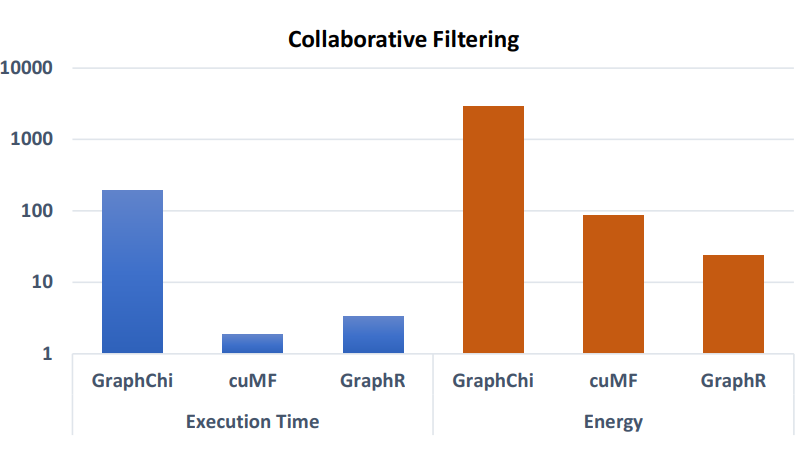 Collaborative Filtering
10000
1000
100
10
1
GraphChi cuMF GraphR GraphChi cuMF GraphR
Execution Time Energy